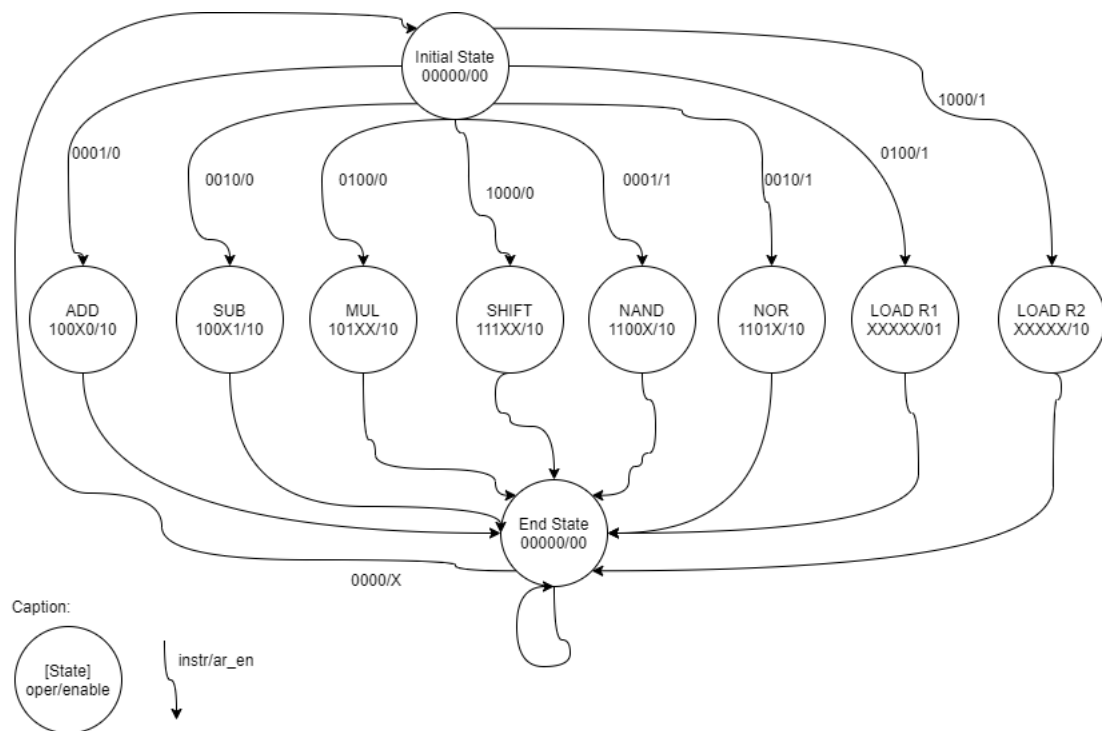 Initial State
00000/00
1000/1
0001/0
0010/0
0100/0
1000/0
0001/1
0010/1
0100/1
ADD
100X0/10
SUB
100X1/10
MUL
101XX/10
SHIFT
111XX/10
NAND
1100X/10
NOR
1101X/10
LOAD R1
XXXXX/01
LOAD R2
XXXXX/10
End State
00000/00
0000/X
Caption:
[State]
oper/enable
instr/ar_en